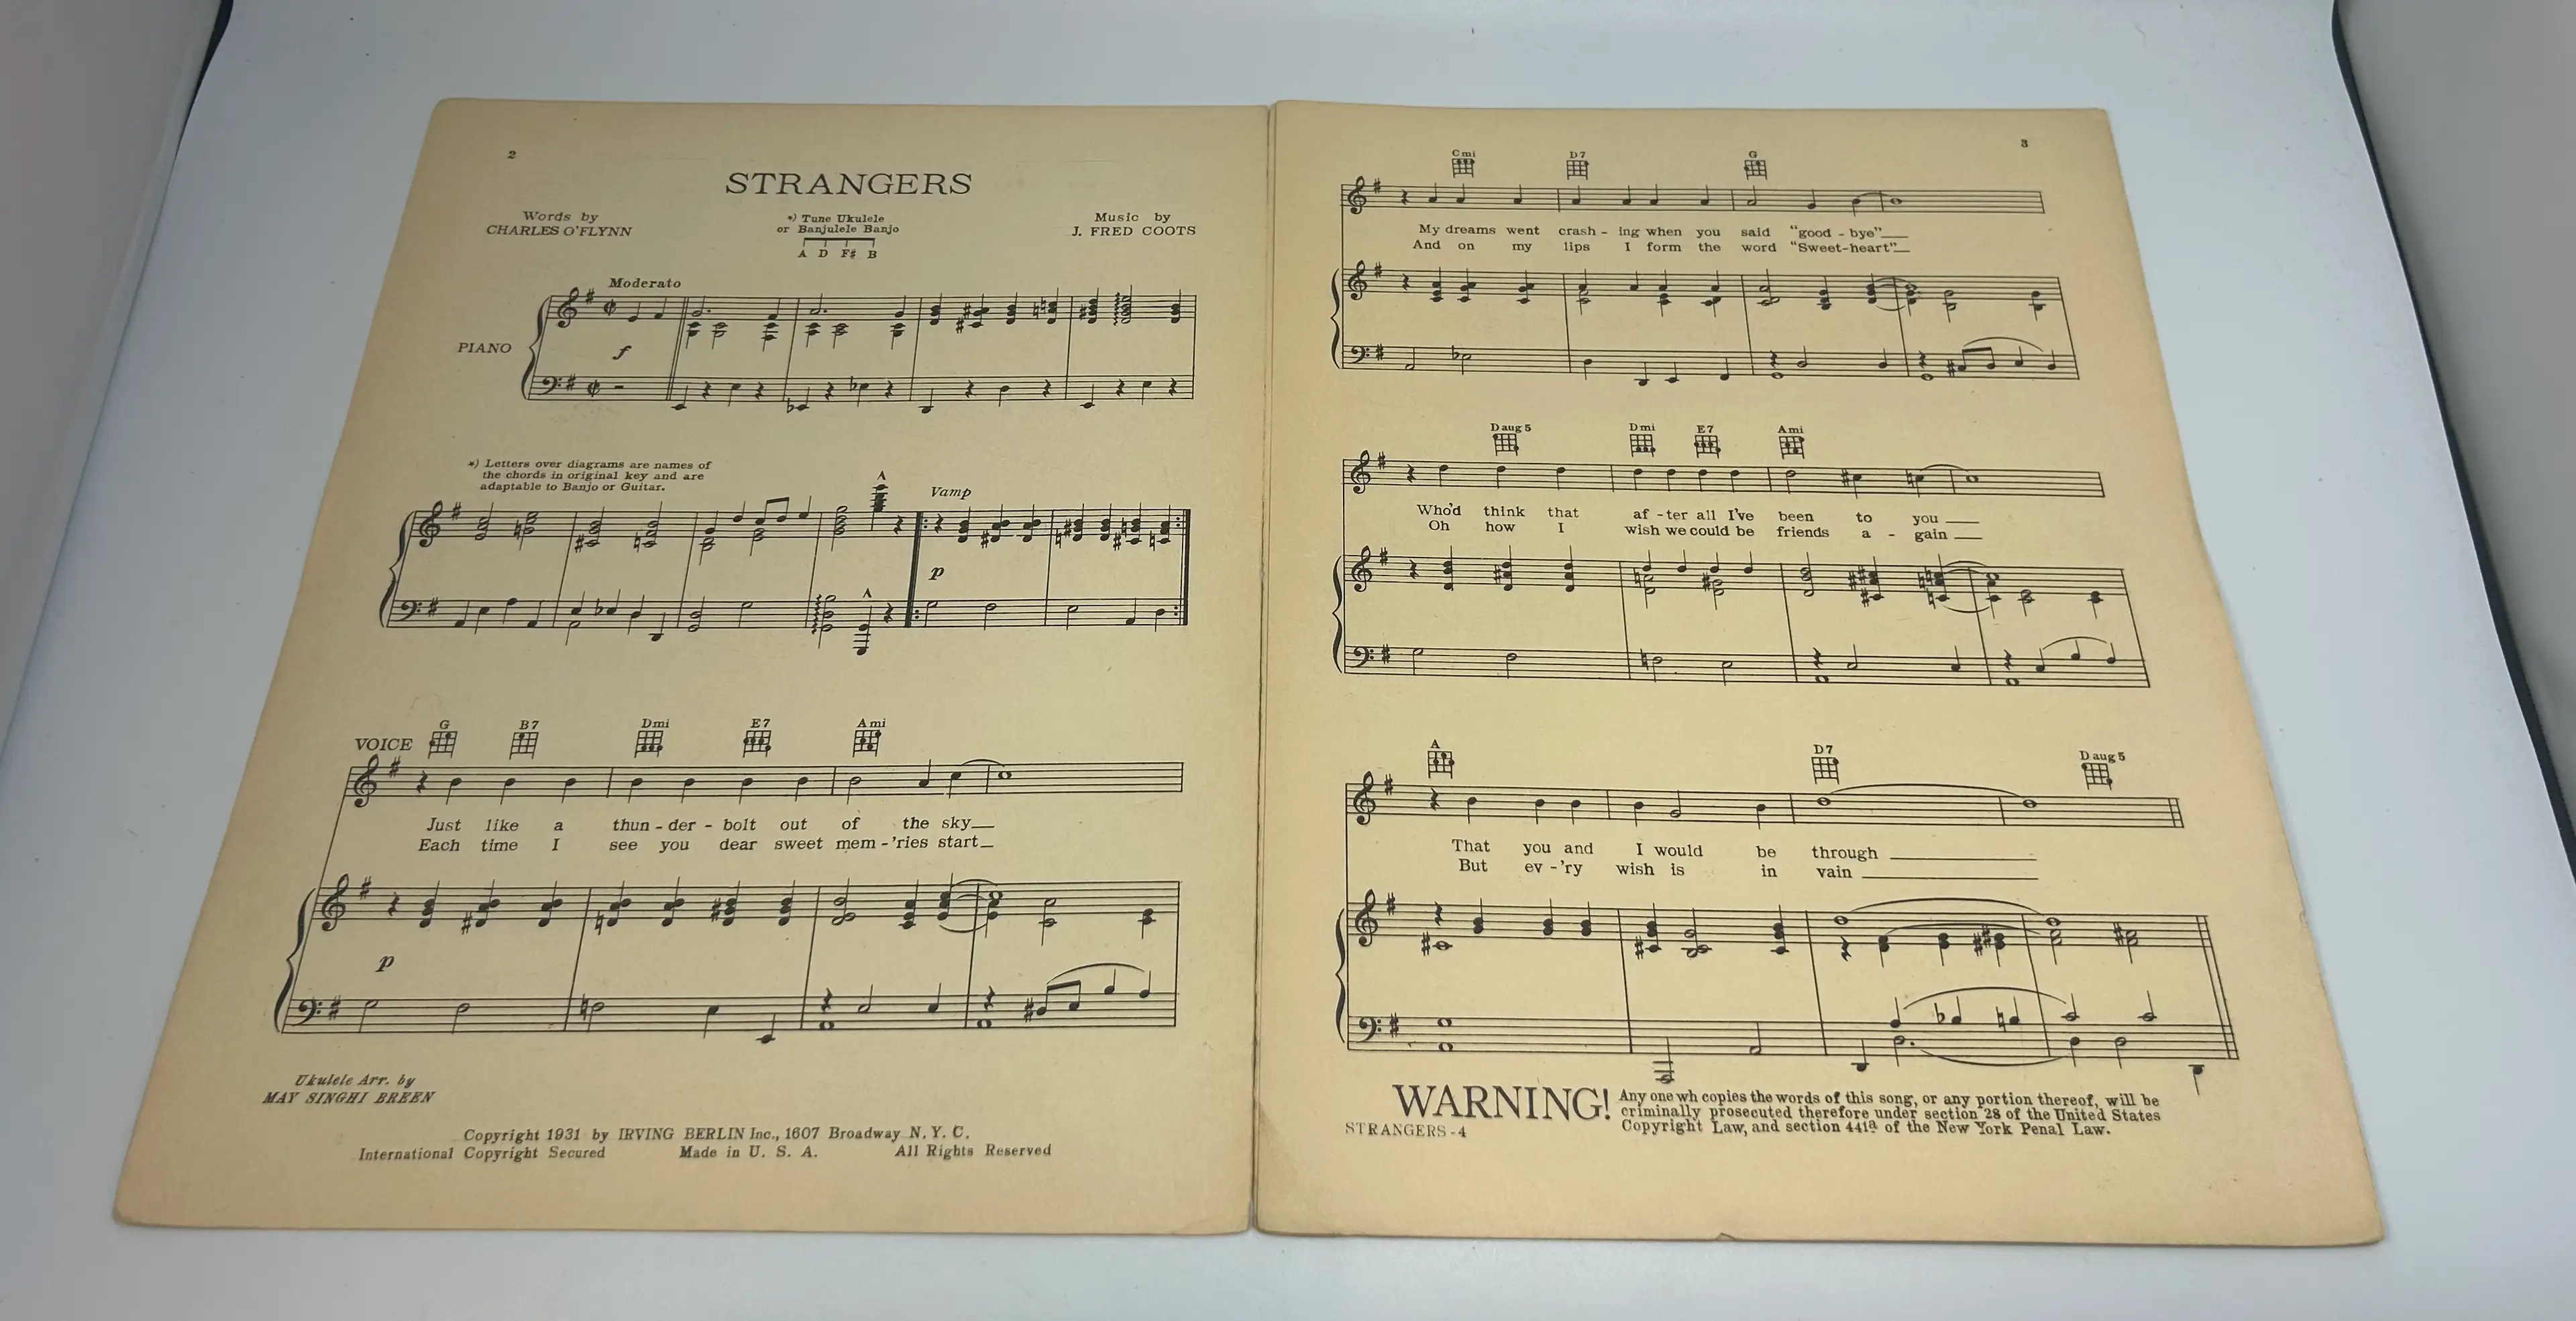 2
STRANGERS
Words by
CHARLES O'FLYNN
*) Tune Ukulele
or Banjulele Banjo
A D F♯ B
Music by
J. FRED COOTS
Moderato
PIANO
f
*) Letters over diagrams are names of
the chords in original key and are
adaptable to Banjo or Guitar.
Vamp
p
VOICE
G B7 Dmi E7 Ami
Just like a thun-der-bolt out of the sky
Each time I see you dear sweet mem-'ries start
p
Ukulele Arr. by
MAY SINGHI BREEN
Copyright 1931 by IRVING BERLIN Inc., 1607 Broadway N. Y. C.
International Copyright Secured Made in U. S. A. All Rights Reserved
3
Cmi D7 G
My dreams went crash-ing when you said "good-bye"
And on my lips I form the word "Sweet-heart"
Daug5 Dmi E7 Ami
Who'd think that af-ter all I've been to you
Oh how I wish we could be friends a-gain
A D7 Daug5
That you and I would be through
But ev-'ry wish is in vain
WARNING! Any one wh copies the words of this song, or any portion thereof, will be
criminally prosecuted therefore under section 28 of the United States
Copyright Law, and section 441a of the New York Penal Law.
STRANGERS-4